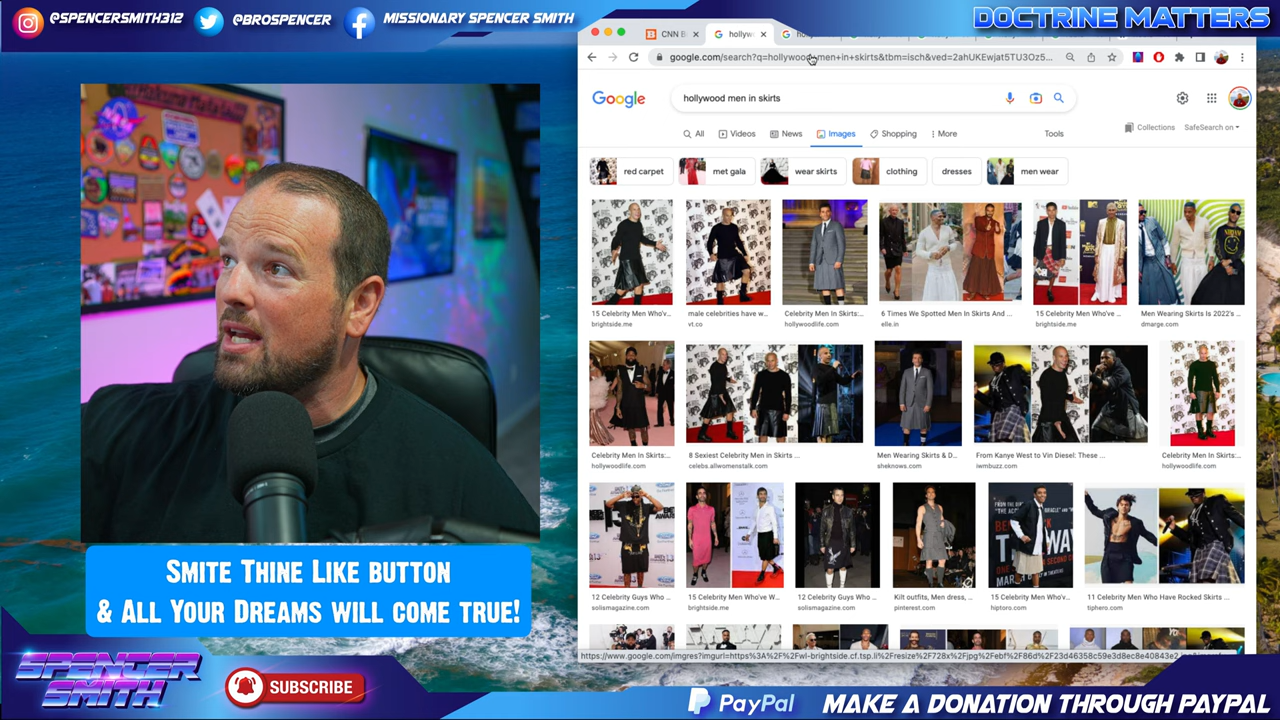 @SPENCERSMITH312
@BROSPENCER
MISSIONARY SPENCER SMITH
DOCTRINE MATTERS
CNN B
hollyw
google.com/search?q=hollywood+men+in+skirts&tbm=isch&ved=2ahUKEwjat5TU3Oz5...
Google
hollywood men in skirts
All
Videos
News
Images
Shopping
More
Tools
Collections
SafeSearch on
red carpet
met gala
wear skirts
clothing
dresses
men wear
15 Celebrity Men Who'v...
brightside.me
male celebrities have w...
vt.co
Celebrity Men In Skirts:...
hollywoodlife.com
6 Times We Spotted Men In Skirts And ...
elle.in
15 Celebrity Men Who've ...
brightside.me
Men Wearing Skirts Is 2022's ...
dmarge.com
Celebrity Men In Skirts:...
hollywoodlife.com
8 Sexiest Celebrity Men in Skirts ...
celebs.allwomenstalk.com
Men Wearing Skirts & D...
sheknows.com
From Kanye West to Vin Diesel: These ...
iwmbuzz.com
Celebrity Men In Skirts:...
hollywoodlife.com
12 Celebrity Guys Who ...
solismagazine.com
15 Celebrity Men Who've W...
brightside.me
12 Celebrity Guys Who ...
solismagazine.com
Kilt outfits, Men dress, ...
pinterest.com
15 Celebrity Men Who'v...
hiptoro.com
11 Celebrity Men Who Have Rocked Skirts ...
tiphero.com
SMITE THINE LIKE BUTTON
& ALL YOUR DREAMS WILL COME TRUE!
SPENCER
SMITH
SUBSCRIBE
PayPal
MAKE A DONATION THROUGH PAYPAL